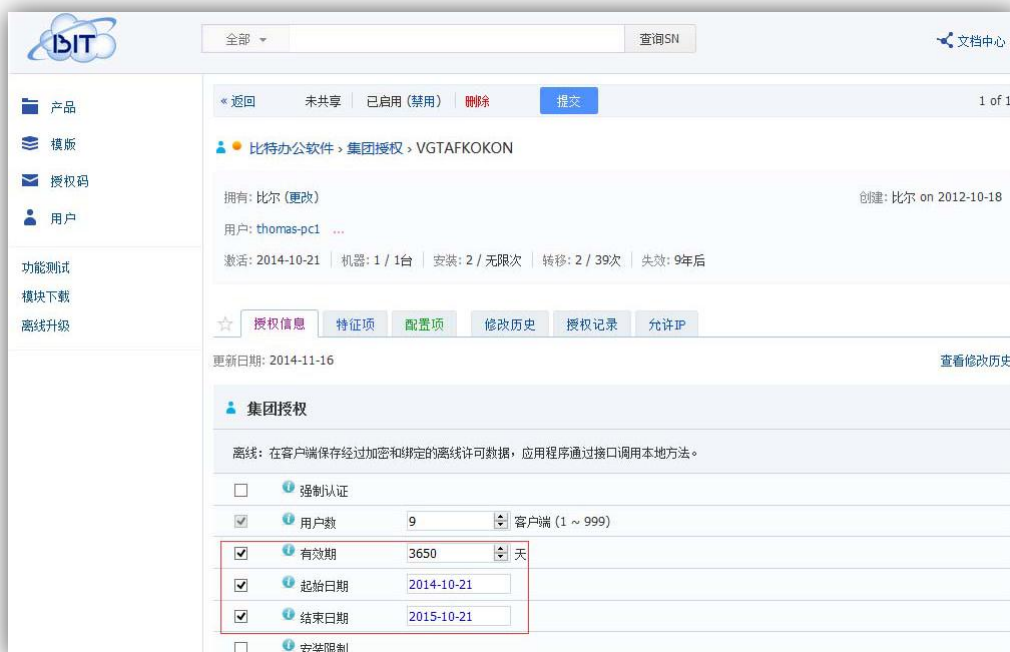 BIT
全部
查询SN
文档中心
产品
模版
授权码
用户
功能测试
模块下载
离线升级
« 返回 未共享 已启用 (禁用) 删除 提交 1 of 1
比特办公软件 › 集团授权 › VGTAFKOKON
拥有: 比尔 (更改) 创建: 比尔 on 2012-10-18
用户: thomas-pc1 ...
激活: 2014-10-21 机器: 1 / 1台 安装: 2 / 无限次 转移: 2 / 39次 失效: 9年后
授权信息 特征项 配置项 修改历史 授权记录 允许IP
更新日期: 2014-11-16 查看修改历史
集团授权
离线：在客户端保存经过加密和绑定的离线许可数据，应用程序通过接口调用本地方法。
强制认证
用户数 9 客户端 (1 ~ 999)
有效期 3650 天
起始日期 2014-10-21
结束日期 2015-10-21
安装限制